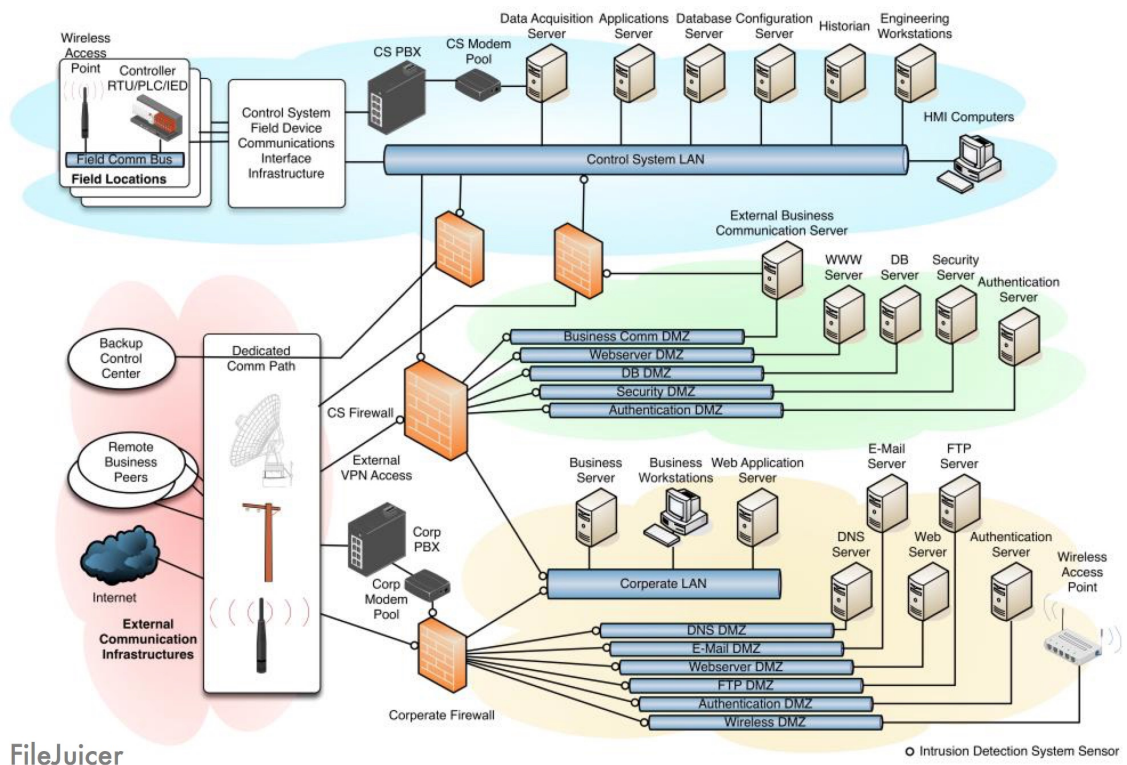 Data Acquisition
Server
Applications
Server
Database
Server
Configuration
Server
Historian
Engineering
Workstations
Wireless
Access
Point
Controller
RTU/PLC/IED
CS PBX
CS Modem
Pool
Control System
Field Device
Communications
Interface
Infrastructure
HMI Computers
Field Comm Bus
Field Locations
Control System LAN
External Business
Communication Server
WWW
Server
DB
Server
Security
Server
Authentication
Server
Backup
Control
Center
Dedicated
Comm Path
Business Comm DMZ
Webserver DMZ
DB DMZ
Security DMZ
Authentication DMZ
CS Firewall
Remote
Business
Peers
External
VPN Access
Business
Server
Business
Workstations
Web Application
Server
E-Mail
Server
FTP
Server
Corp
PBX
DNS
Server
Web
Server
Authentication
Server
Wireless
Access
Point
Internet
Corp
Modem
Pool
Corperate LAN
External
Communication
Infrastructures
DNS DMZ
E-Mail DMZ
Webserver DMZ
FTP DMZ
Authentication DMZ
Wireless DMZ
Corperate Firewall
FileJuicer
Intrusion Detection System Sensor